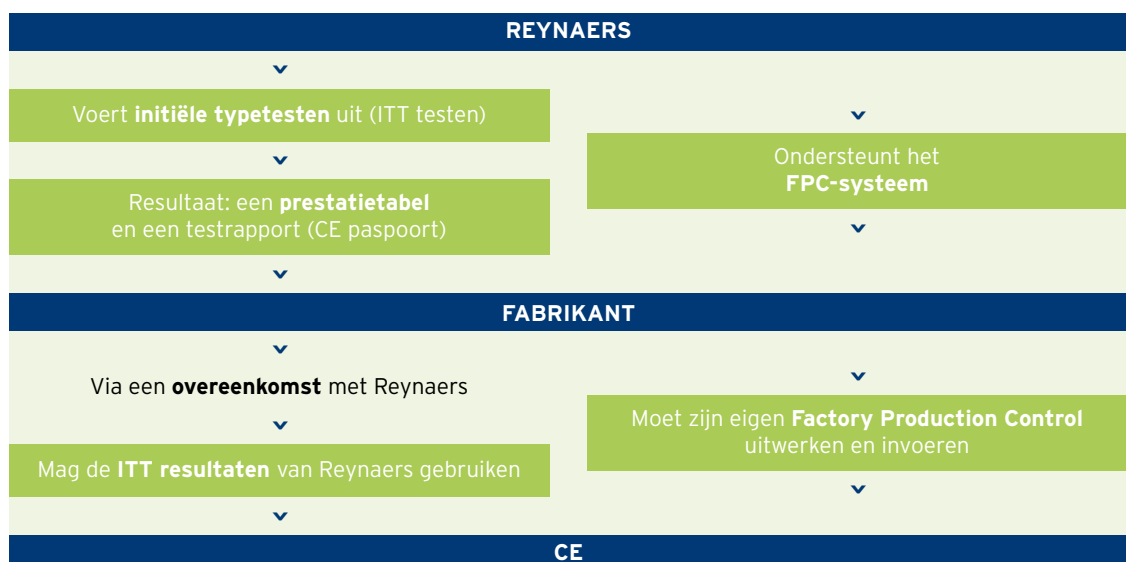 REYNAERS
Voert initiële typetesten uit (ITT testen)
Resultaat: een prestatietabel
en een testrapport (CE paspoort)
Ondersteunt het
FPC-systeem
FABRIKANT
Via een overeenkomst met Reynaers
Mag de ITT resultaten van Reynaers gebruiken
Moet zijn eigen Factory Production Control
uitwerken en invoeren
CE